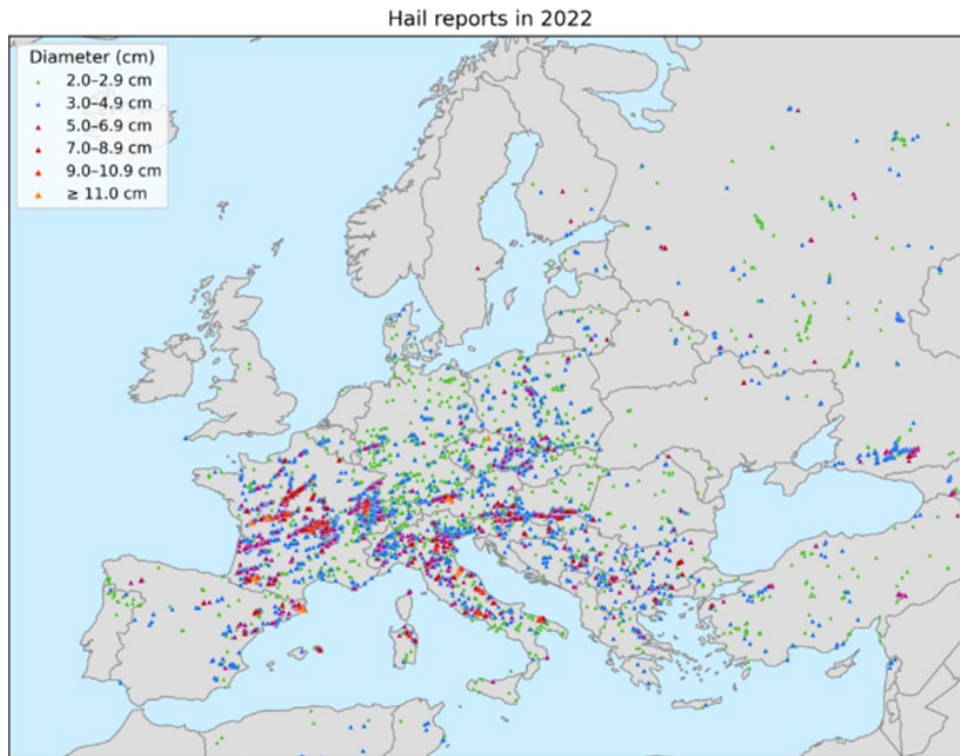 Hail reports in 2022
Diameter (cm)
2.0–2.9 cm
3.0–4.9 cm
5.0–6.9 cm
7.0–8.9 cm
9.0–10.9 cm
≥ 11.0 cm